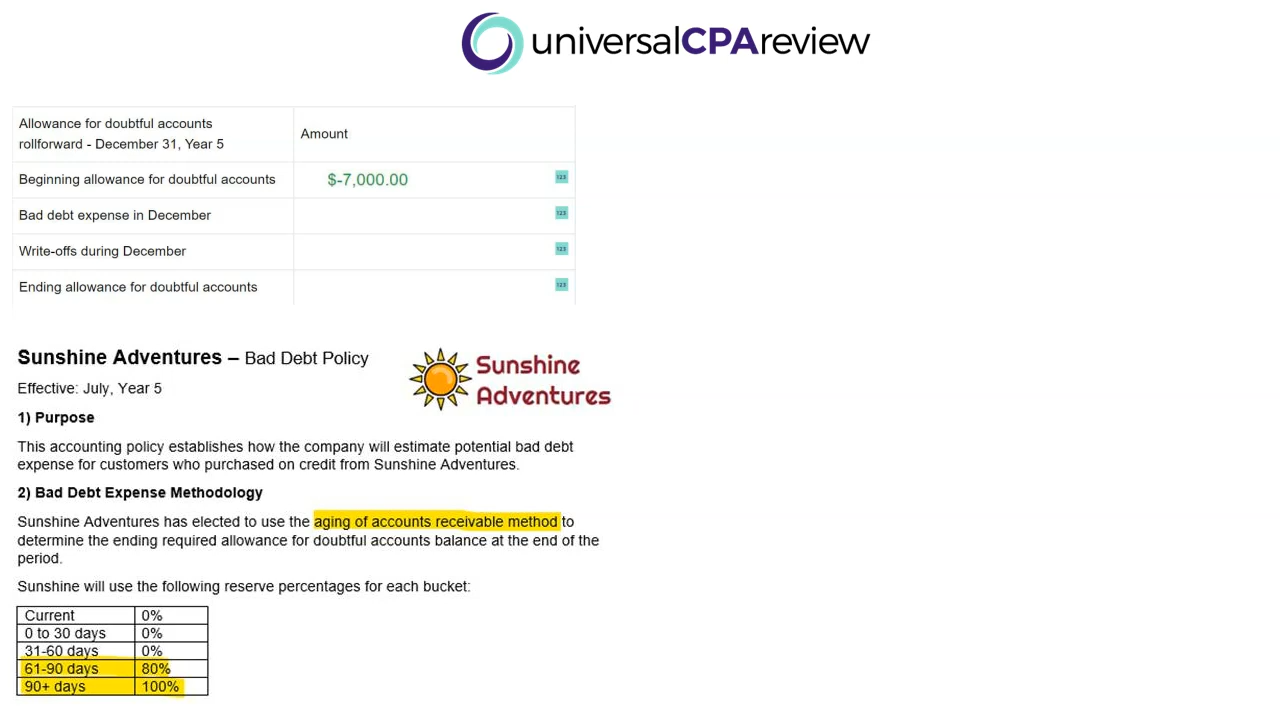 universalCPAreview
Allowance for doubtful accounts
rollforward - December 31, Year 5
Amount
Beginning allowance for doubtful accounts
$-7,000.00
123
Bad debt expense in December
123
Write-offs during December
123
Ending allowance for doubtful accounts
123
Sunshine Adventures – Bad Debt Policy
Sunshine
Adventures
Effective: July, Year 5
1) Purpose
This accounting policy establishes how the company will estimate potential bad debt
expense for customers who purchased on credit from Sunshine Adventures.
2) Bad Debt Expense Methodology
Sunshine Adventures has elected to use the aging of accounts receivable method to
determine the ending required allowance for doubtful accounts balance at the end of the
period.
Sunshine will use the following reserve percentages for each bucket:
Current 0%
0 to 30 days 0%
31-60 days 0%
61-90 days 80%
90+ days 100%